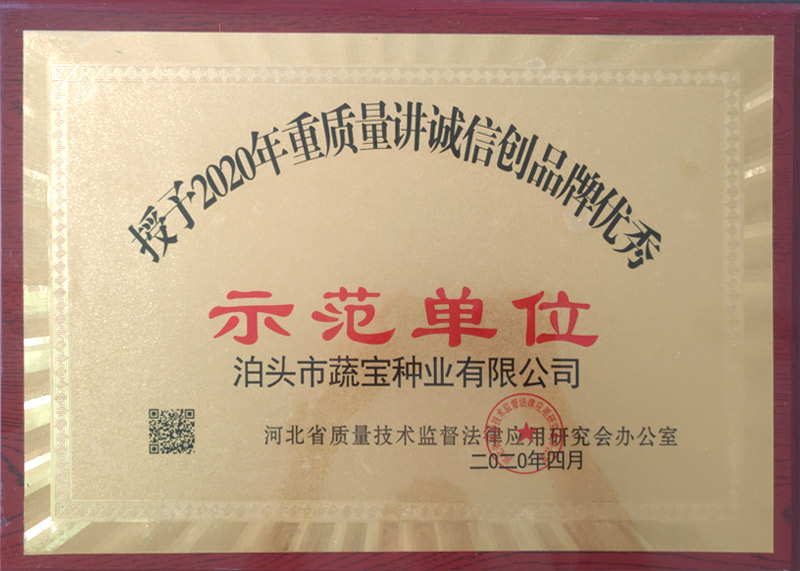 授予2020年重质量讲诚信创品牌优秀
示范单位
泊头市蔬宝种业有限公司
河北省质量技术监督法律应用研究会办公室
二0二0年四月